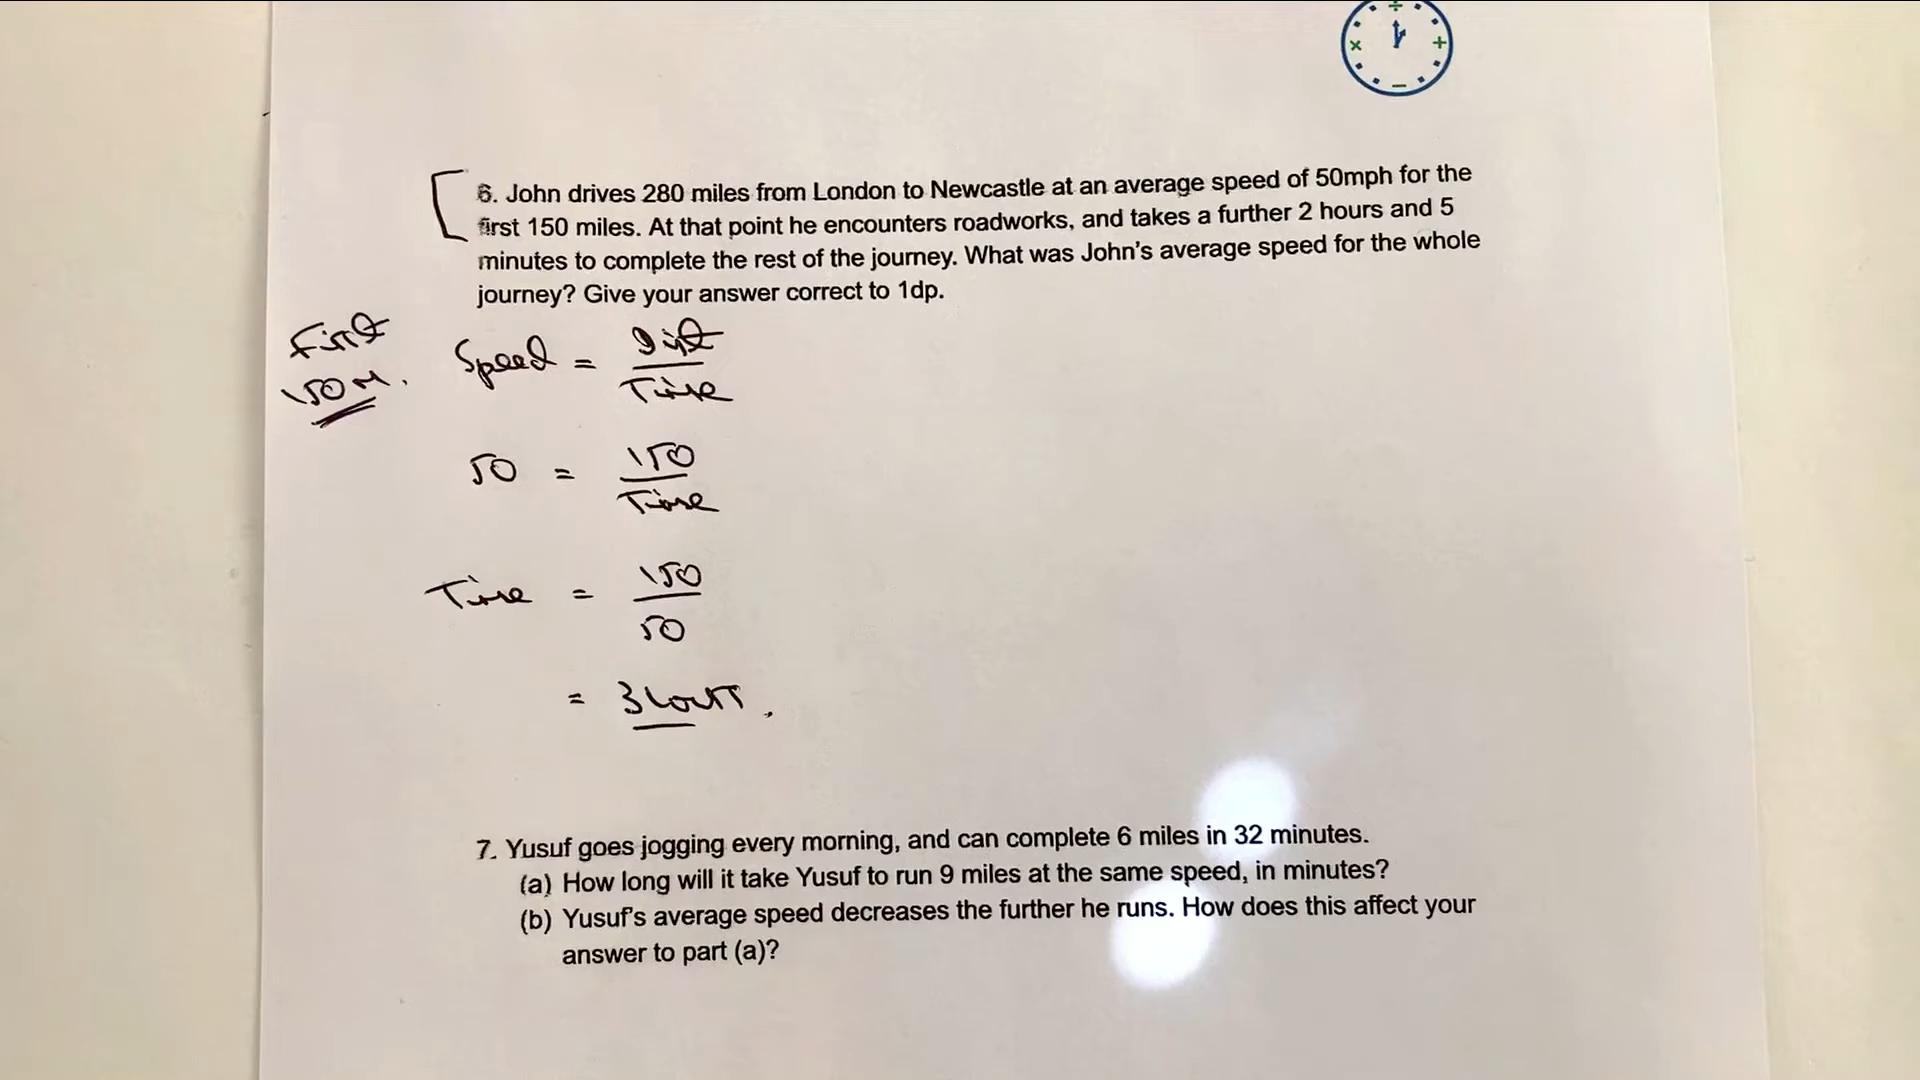 6. John drives 280 miles from London to Newcastle at an average speed of 50mph for the
first 150 miles. At that point he encounters roadworks, and takes a further 2 hours and 5
minutes to complete the rest of the journey. What was John's average speed for the whole
journey? Give your answer correct to 1dp.
First
150M.
Speed = Dist
Time
50 = 150
Time
Time = 150
50
= 3 hours.
7. Yusuf goes jogging every morning, and can complete 6 miles in 32 minutes.
(a) How long will it take Yusuf to run 9 miles at the same speed, in minutes?
(b) Yusuf's average speed decreases the further he runs. How does this affect your
answer to part (a)?